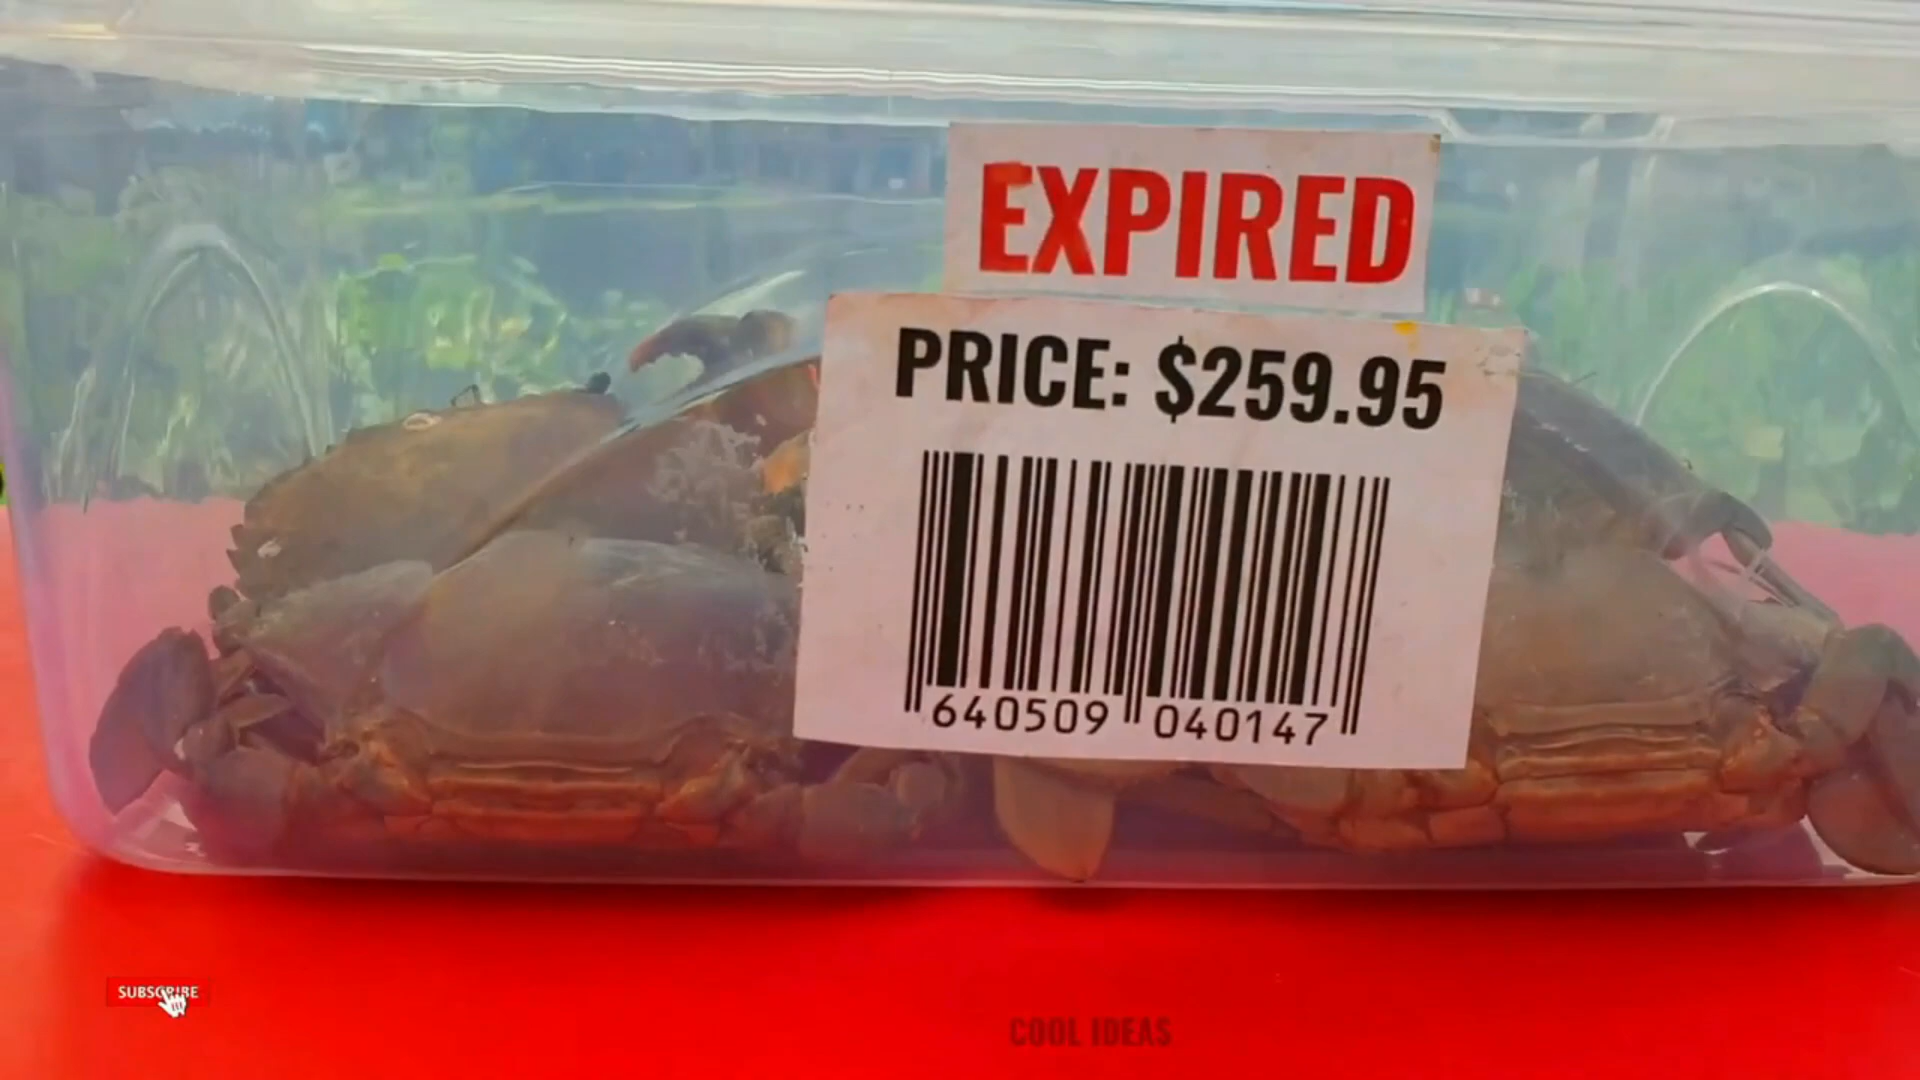 EXPIRED
PRICE: $259.95
640509 040147
SUBSCRIBE
COOL IDEAS